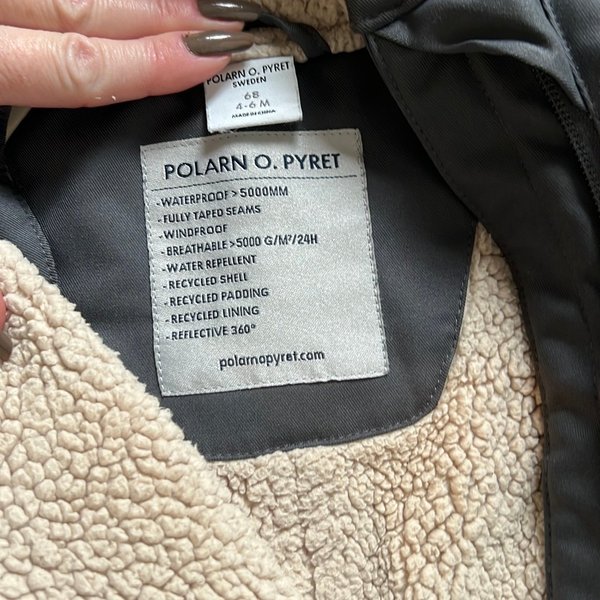 POLARN O. PYRET
SWEDEN
68
4-6 M
MADE IN CHINA
POLARN O. PYRET
-WATERPROOF >5000MM
-FULLY TAPED SEAMS
-WINDPROOF
-BREATHABLE >5000 G/M²/24H
-WATER REPELLENT
-RECYCLED SHELL
-RECYCLED PADDING
-RECYCLED LINING
-REFLECTIVE 360°
polarnopyret.com